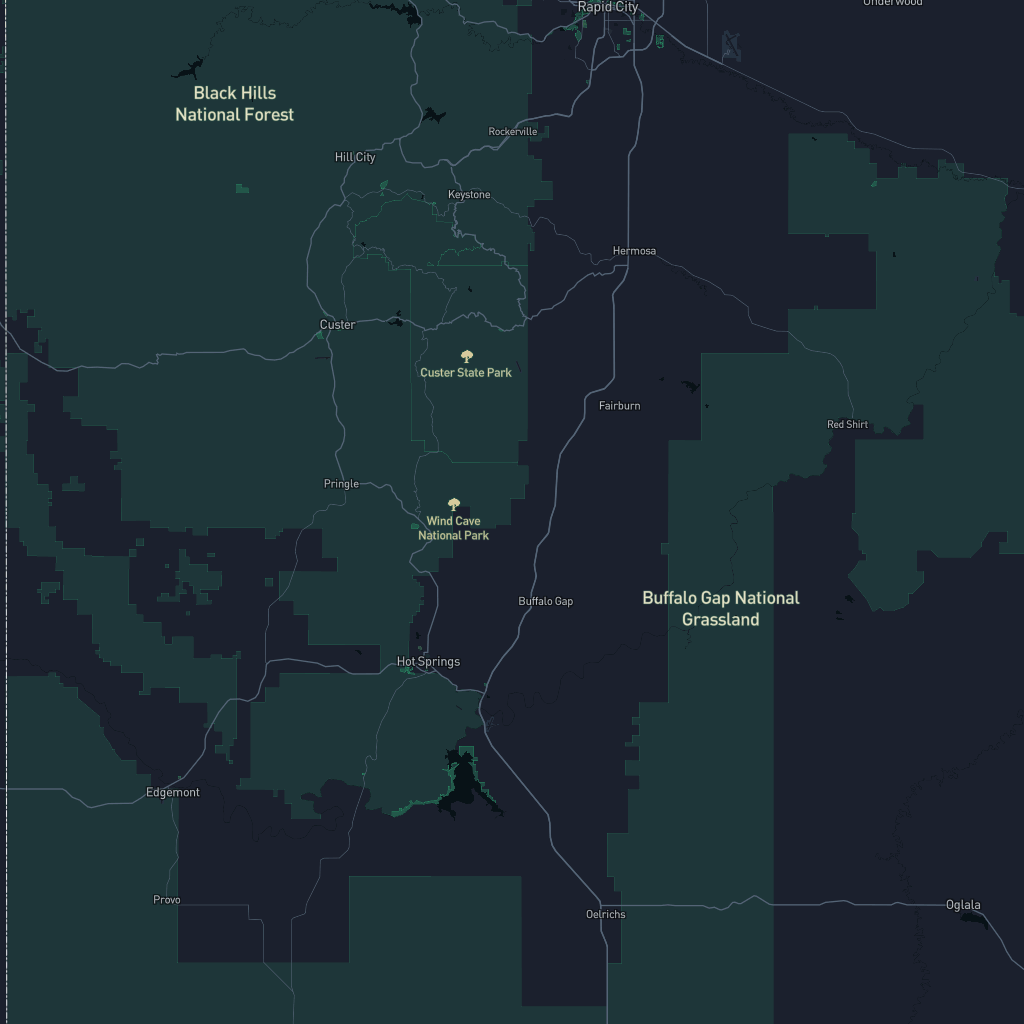 Underwood
Rapid City
Black Hills
National Forest
Rockerville
Hill City
Keystone
Hermosa
Custer
Custer State Park
Fairburn
Red Shirt
Pringle
Wind Cave
National Park
Buffalo Gap
Buffalo Gap National
Grassland
Hot Springs
Edgemont
Provo
Oelrichs
Oglala